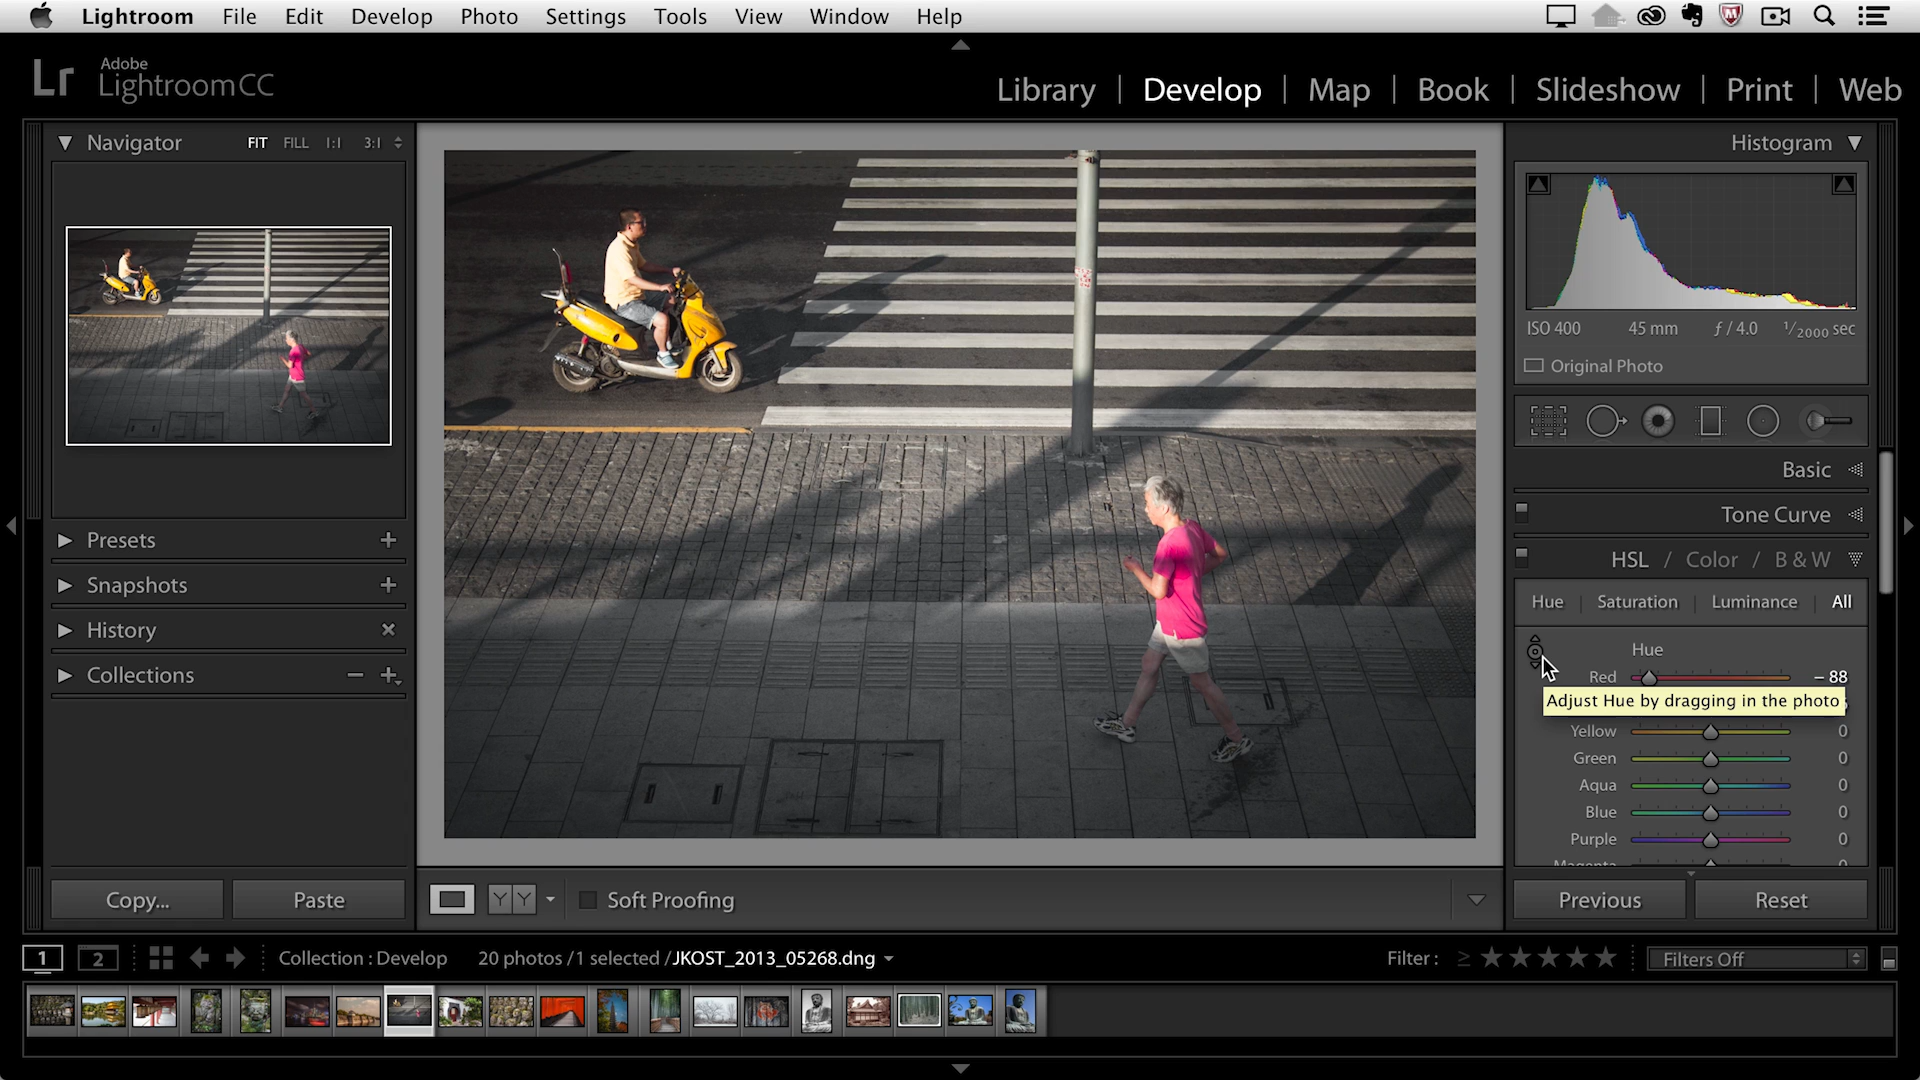 Lightroom File Edit Develop Photo Settings Tools View Window Help
Lr Adobe Lightroom CC
Library | Develop | Map | Book | Slideshow | Print | Web
Navigator FIT FILL 1:1 3:1
Histogram
ISO 400 45 mm ƒ / 4.0 1/2000 sec
Original Photo
Basic
Tone Curve
HSL / Color / B & W
Hue | Saturation | Luminance | All
Hue
Red – 88
Adjust Hue by dragging in the photo
Yellow 0
Green 0
Aqua 0
Blue 0
Purple 0
Magenta
Presets
Snapshots
History
Collections
Copy... Paste
YY Soft Proofing
Previous Reset
1 2 Collection : Develop 20 photos / 1 selected / JKOST_2013_05268.dng
Filter : ≥ ★★★★★ Filters Off